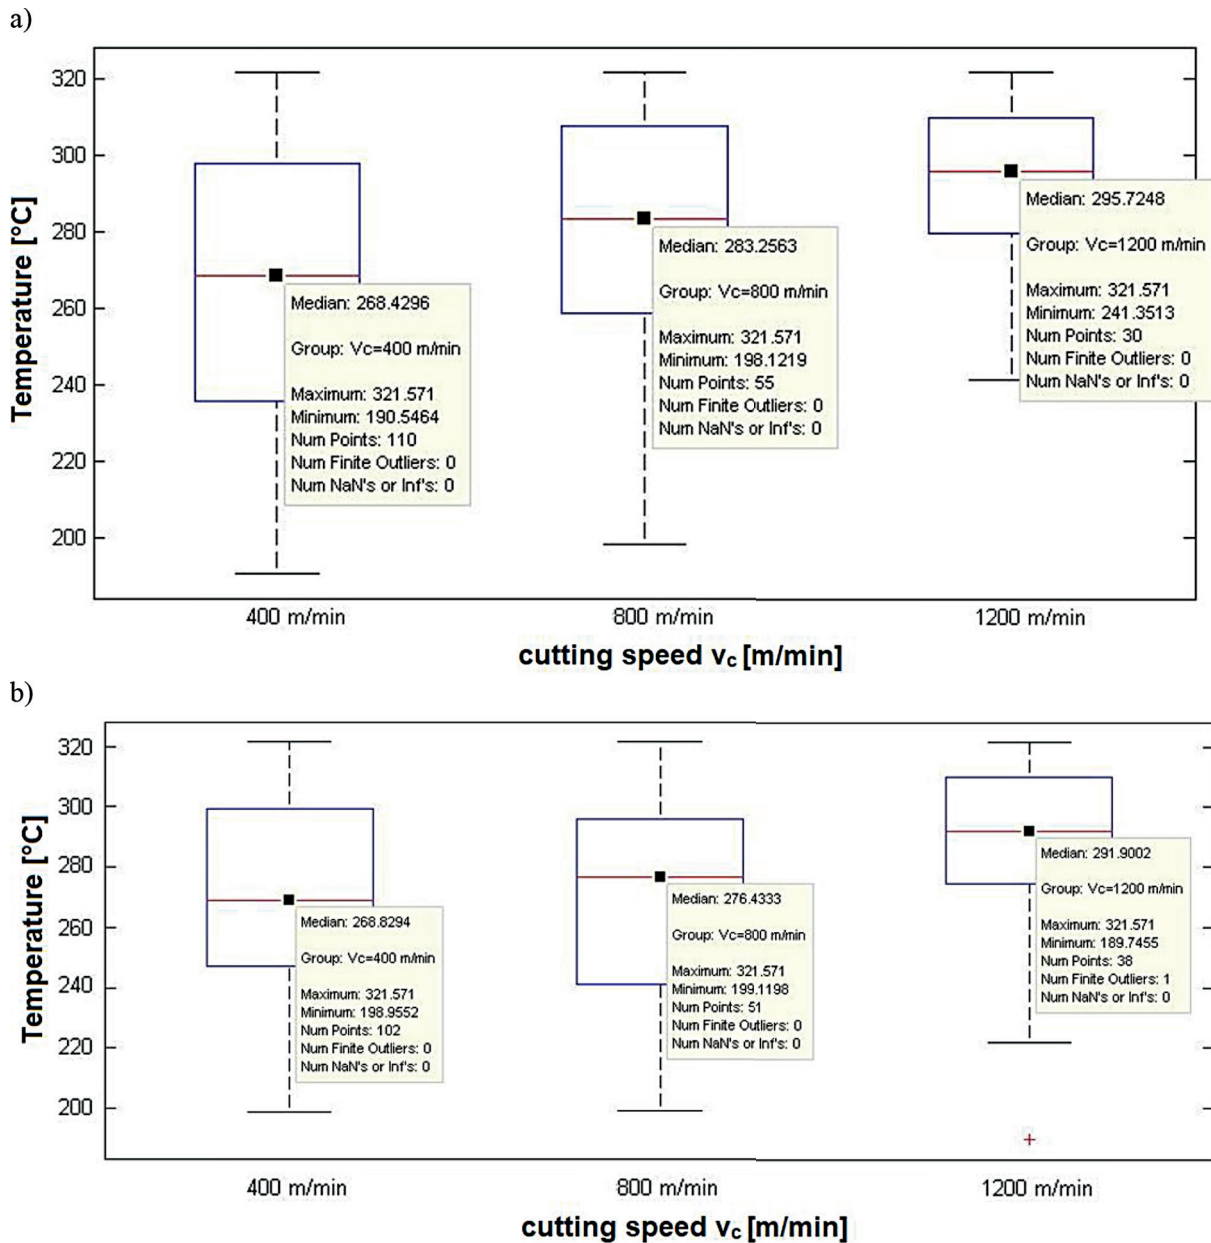 a)
Temperature [°C]
320
300
280
260
240
220
200
Median: 268.4296
Group: Vc=400 m/min
Maximum: 321.571
Minimum: 190.5464
Num Points: 110
Num Finite Outliers: 0
Num NaN's or Inf's: 0
Median: 283.2563
Group: Vc=800 m/min
Maximum: 321.571
Minimum: 198.1219
Num Points: 55
Num Finite Outliers: 0
Num NaN's or Inf's: 0
Median: 295.7248
Group: Vc=1200 m/min
Maximum: 321.571
Minimum: 241.3513
Num Points: 30
Num Finite Outliers: 0
Num NaN's or Inf's: 0
400 m/min
800 m/min
1200 m/min
cutting speed vc [m/min]
b)
Temperature [°C]
320
300
280
260
240
220
200
Median: 268.8294
Group: Vc=400 m/min
Maximum: 321.571
Minimum: 198.9552
Num Points: 102
Num Finite Outliers: 0
Num NaN's or Inf's: 0
Median: 276.4333
Group: Vc=800 m/min
Maximum: 321.571
Minimum: 199.1198
Num Points: 51
Num Finite Outliers: 0
Num NaN's or Inf's: 0
Median: 291.9002
Group: Vc=1200 m/min
Maximum: 321.571
Minimum: 189.7455
Num Points: 38
Num Finite Outliers: 1
Num NaN's or Inf's: 0
400 m/min
800 m/min
1200 m/min
cutting speed vc [m/min]